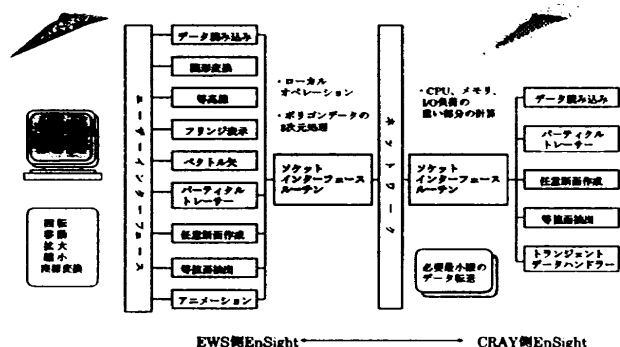 データ読み込み
図形変換
等高線
フリンジ表示
ベクトル矢
パーティクル
トレーサー
任意断面作成
等値面抽出
アニメーション
ユーザーインターフェース
回転
移動
拡大
縮小
・ローカル
オペレーション
・ポリゴンデータの
3次元処理
ソケット
インターフェース
ルーチン
ネットワーク
・CPU、メモリ、
I/O負荷の
重い部分の計算
ソケット
インターフェース
ルーチン
必要最小限の
データ転送
データ読み込み
パーティクル
トレーサー
任意断面作成
等値面抽出
トランジェント
データハンドラー
EWS側EnSight
CRAY側EnSight